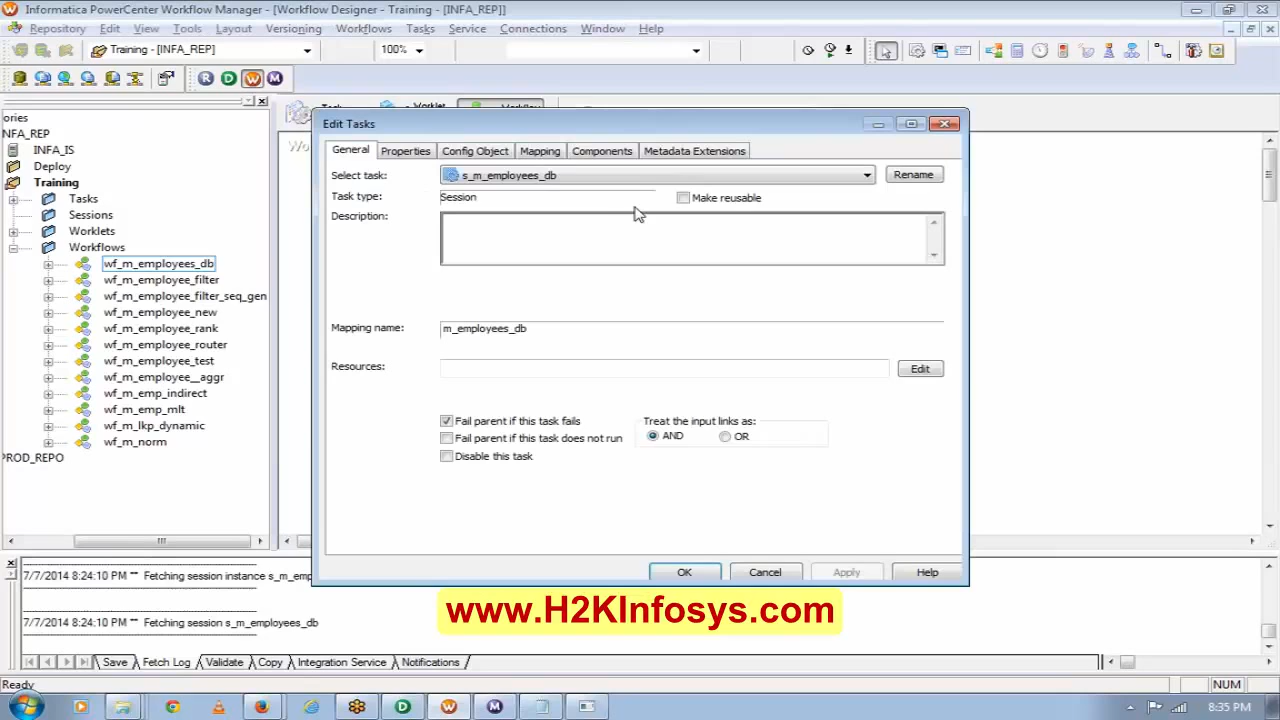 Informatica PowerCenter Workflow Manager - [Workflow Designer - Training - [INFA_REP]]
Repository Edit View Tools Layout Versioning Workflows Tasks Service Connections Window Help
Training - [INFA_REP]
100%
R D W M
ories
INFA_REP
INFA_IS
Deploy
Training
Tasks
Sessions
Worklets
Workflows
wf_m_employees_db
wf_m_employee_filter
wf_m_employee_filter_seq_gen
wf_m_employee_new
wf_m_employee_rank
wf_m_employee_router
wf_m_employee_test
wf_m_employee__aggr
wf_m_emp_indirect
wf_m_emp_mlt
wf_m_lkp_dynamic
wf_m_norm
PROD_REPO
Worklet
Wo
Edit Tasks
General Properties Config Object Mapping Components Metadata Extensions
Select task: s_m_employees_db Rename
Task type: Session Make reusable
Description:
Mapping name: m_employees_db
Resources: Edit
Fail parent if this task fails
Fail parent if this task does not run
Disable this task
Treat the input links as:
AND OR
OK Cancel Apply Help
7/7/2014 8:24:10 PM ** Fetching session instance s_m_emp
7/7/2014 8:24:10 PM ** Fetching session s_m_employees_db
www.H2KInfosys.com
Save Fetch Log Validate Copy Integration Service Notifications
Ready NUM
8:35 PM